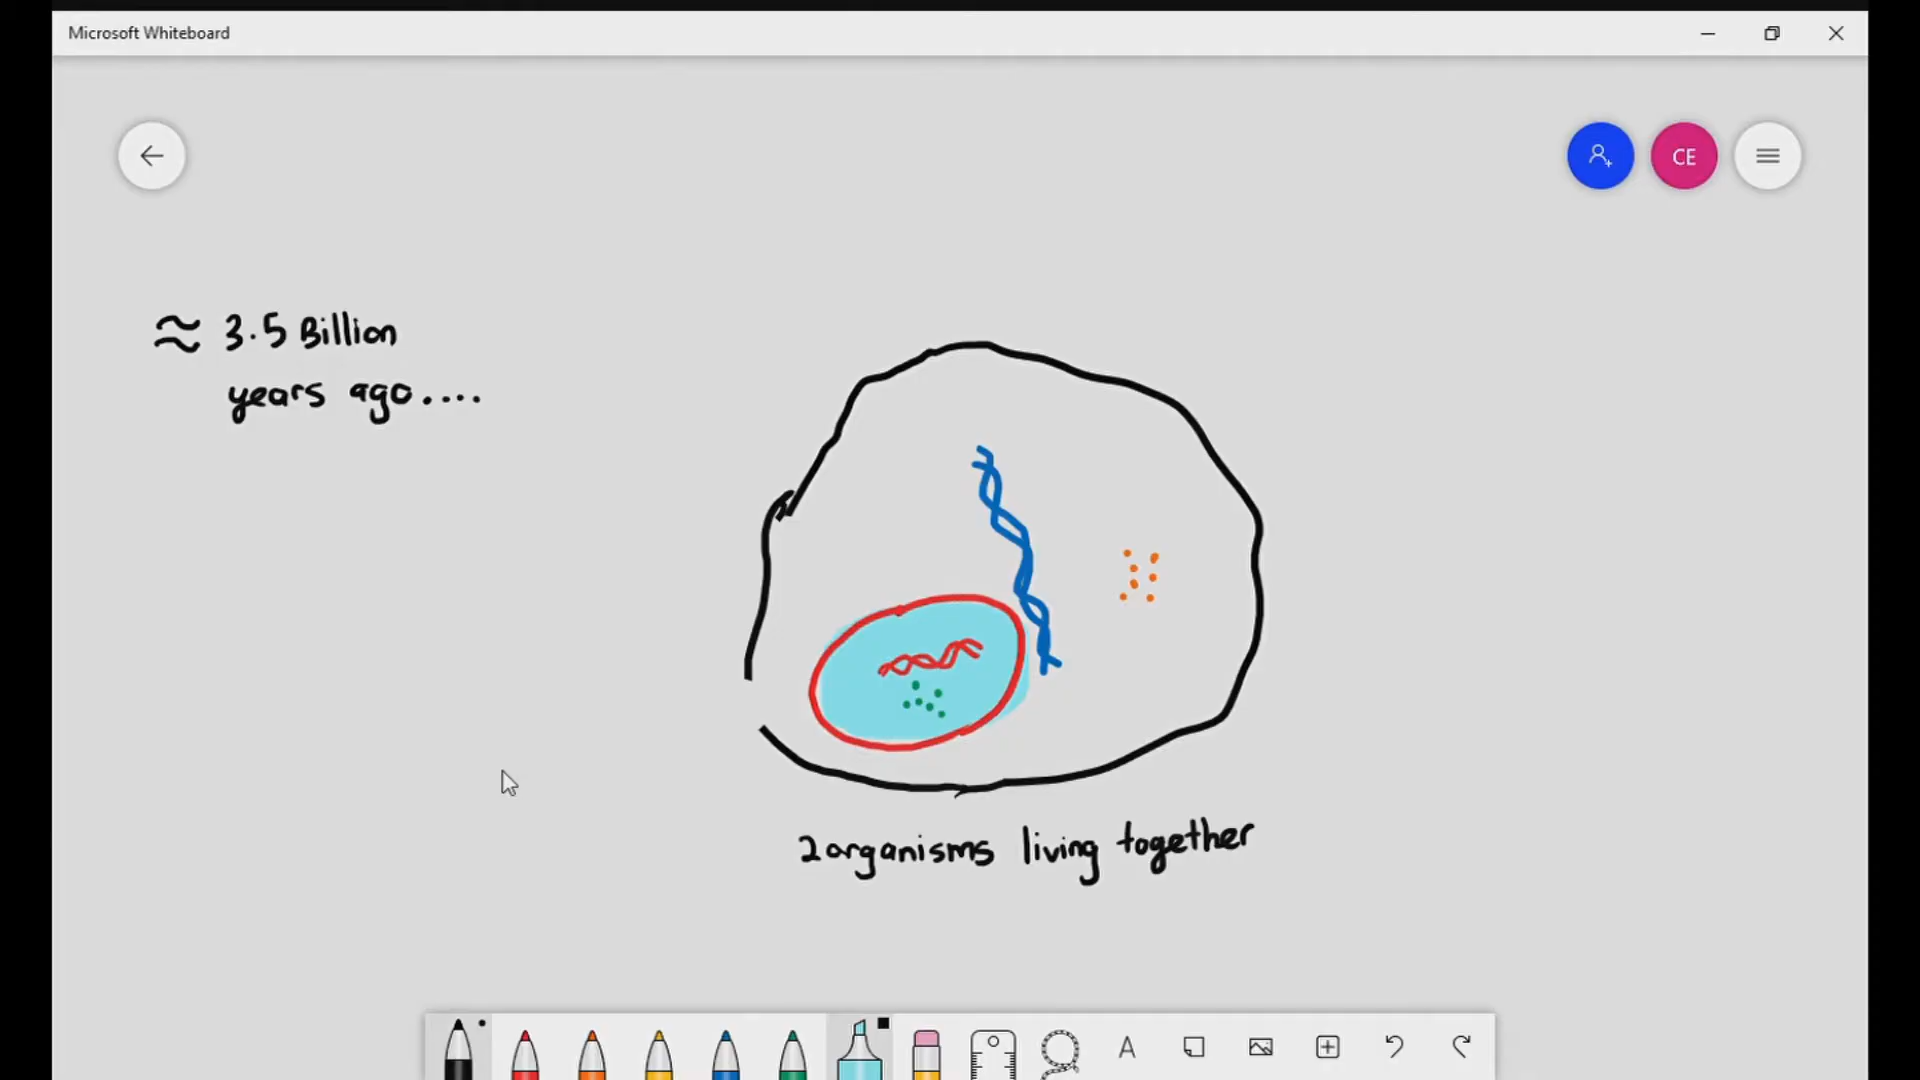 Microsoft Whiteboard
CE
≈ 3.5 Billion
years ago....
2 organisms living together
A